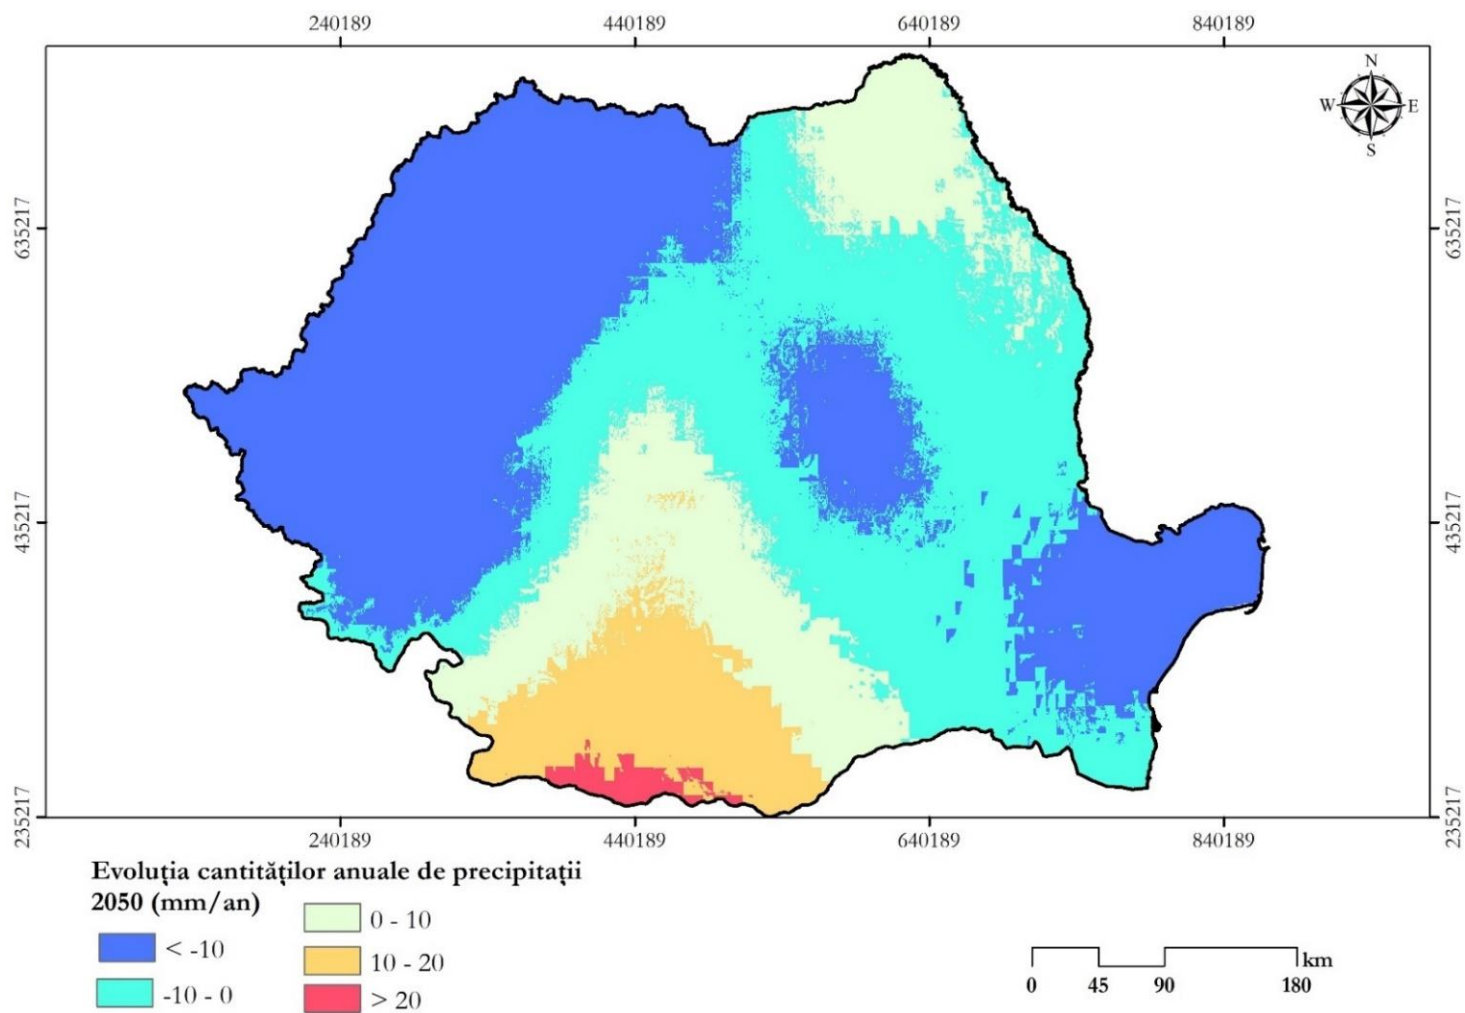 240189 440189 640189 840189
N
W E
S
635217 635217
435217 435217
235217 235217
240189 440189 640189 840189
Evoluția cantităților anuale de precipitații
2050 (mm/an)
< -10
-10 - 0
0 - 10
10 - 20
> 20
km
0 45 90 180